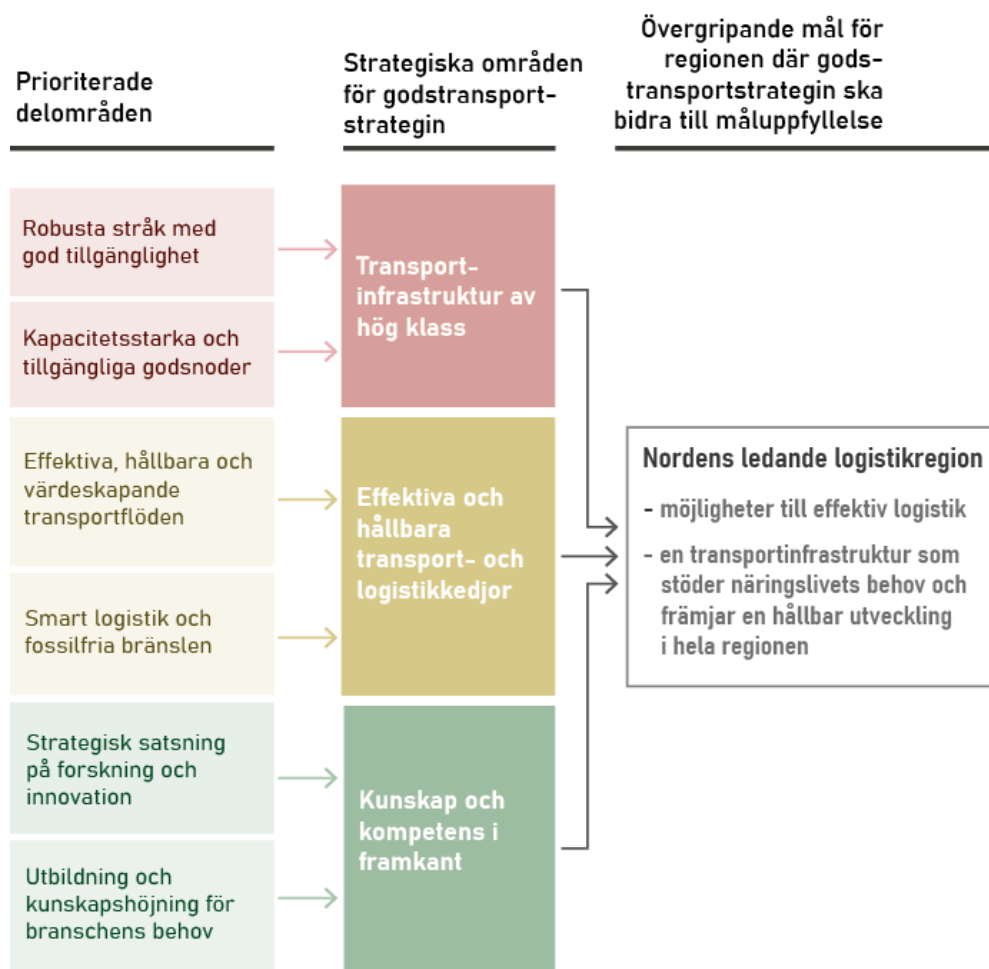 Prioriterade
delområden
Strategiska områden
för godstransport-
strategin
Övergripande mål för
regionen där gods-
transportstrategin ska
bidra till måluppfyllelse
Robusta stråk med
god tillgänglighet
Kapacitetsstarka och
tillgängliga godsnoder
Transport-
infrastruktur av
hög klass
Effektiva, hållbara och
värdeskapande
transportflöden
Smart logistik och
fossilfria bränslen
Effektiva och
hållbara
transport- och
logistikkedjor
Strategisk satsning
på forskning och
innovation
Utbildning och
kunskapshöjning för
branschens behov
Kunskap och
kompetens i
framkant
Nordens ledande logistikregion
- möjligheter till effektiv logistik
- en transportinfrastruktur som
stöder näringslivets behov och
främjar en hållbar utveckling
i hela regionen